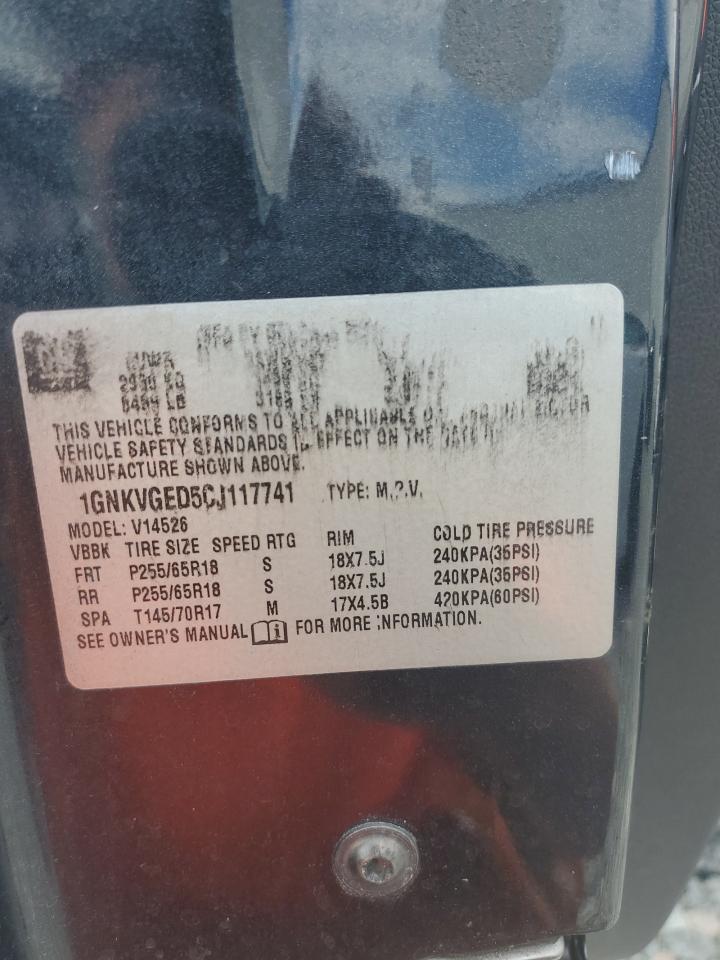 LB
THIS VEHICLE CONFORMS TO ALL APPLICABLE
VEHICLE SAFETY STANDARDS IN EFFECT ON THE DATE
MANUFACTURE SHOWN ABOVE.
1GNKVGED5CJ117741 TYPE: M.P.V.
MODEL: V14526
VBBK TIRE SIZE SPEED RTG RIM COLD TIRE PRESSURE
FRT P255/65R18 S 18X7.5J 240KPA(35PSI)
RR P255/65R18 S 18X7.5J 240KPA(35PSI)
SPA T145/70R17 M 17X4.5B 420KPA(60PSI)
SEE OWNER'S MANUAL i FOR MORE INFORMATION.